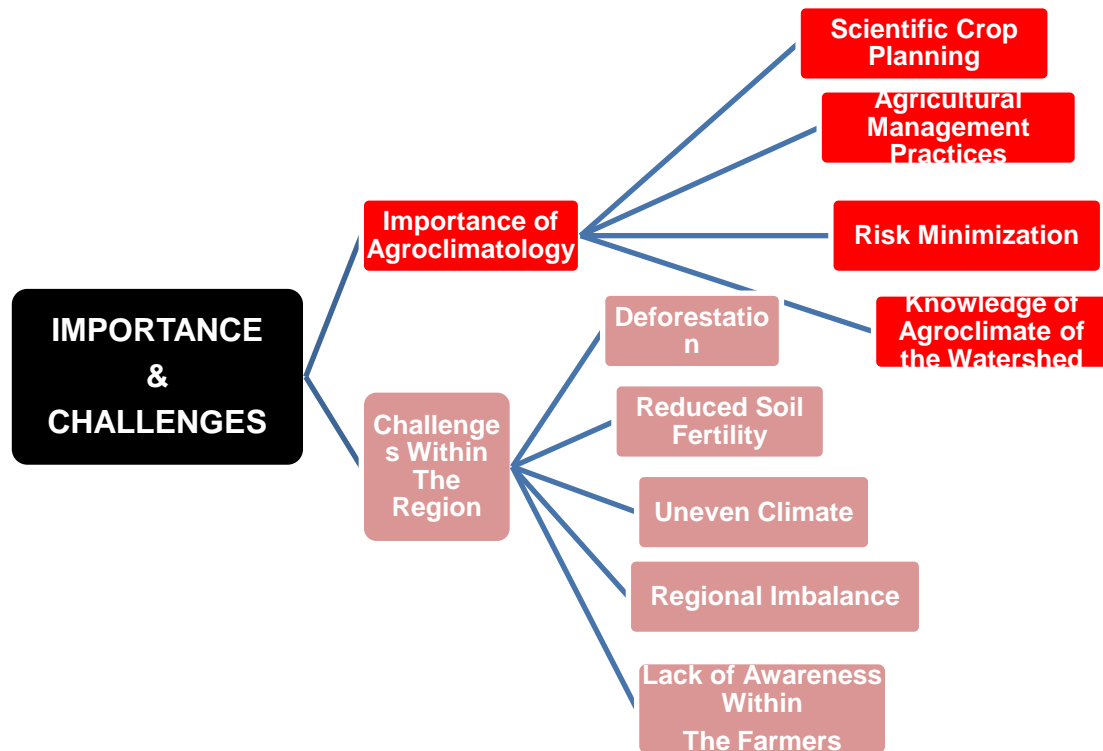 IMPORTANCE
&
CHALLENGES
Importance of
Agroclimatology
Scientific Crop
Planning
Agricultural
Management
Practices
Risk Minimization
Knowledge of
Agroclimate of
the Watershed
Challenge
s Within
The
Region
Deforestatio
n
Reduced Soil
Fertility
Uneven Climate
Regional Imbalance
Lack of Awareness
Within
The Farmers